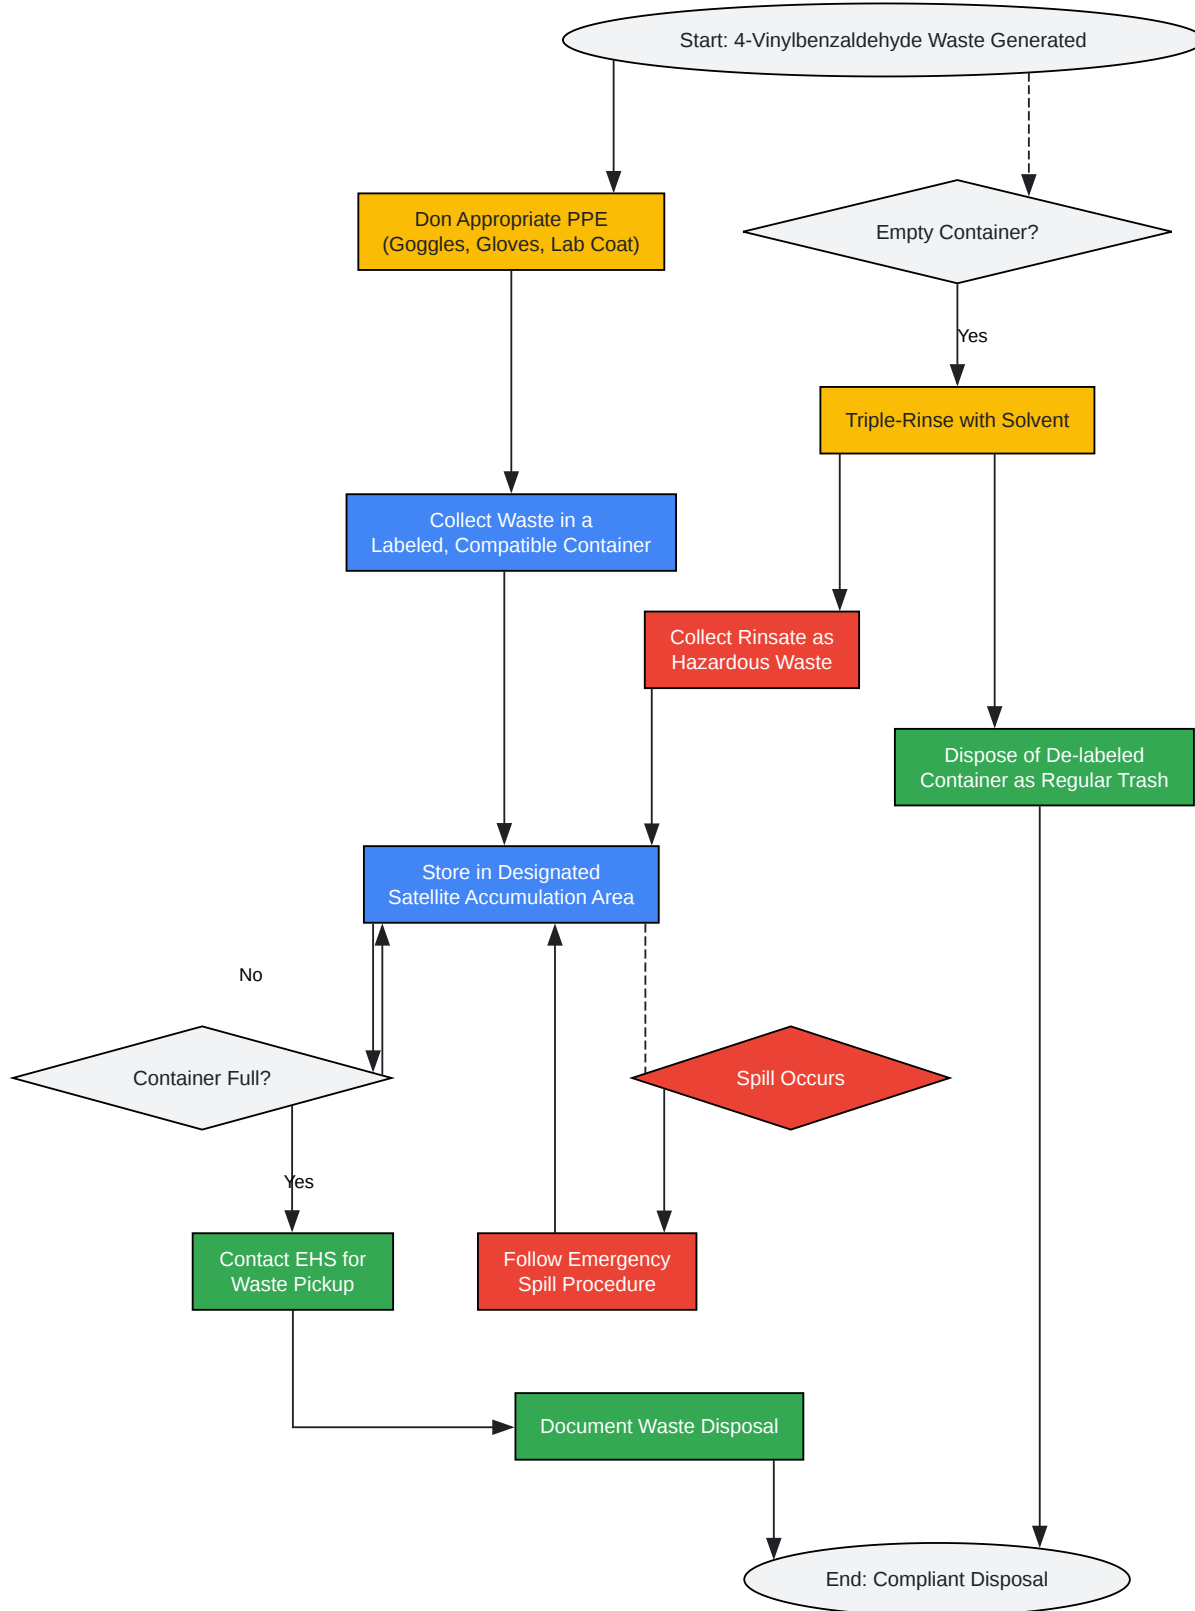 Start: 4-Vinylbenzaldehyde Waste Generated
Don Appropriate PPE
(Goggles, Gloves, Lab Coat)
Empty Container?
Yes
Triple-Rinse with Solvent
Collect Waste in a
Labeled, Compatible Container
Collect Rinsate as
Hazardous Waste
Dispose of De-labeled
Container as Regular Trash
Store in Designated
Satellite Accumulation Area
No
Container Full?
Spill Occurs
Yes
Contact EHS for
Waste Pickup
Follow Emergency
Spill Procedure
Document Waste Disposal
End: Compliant Disposal